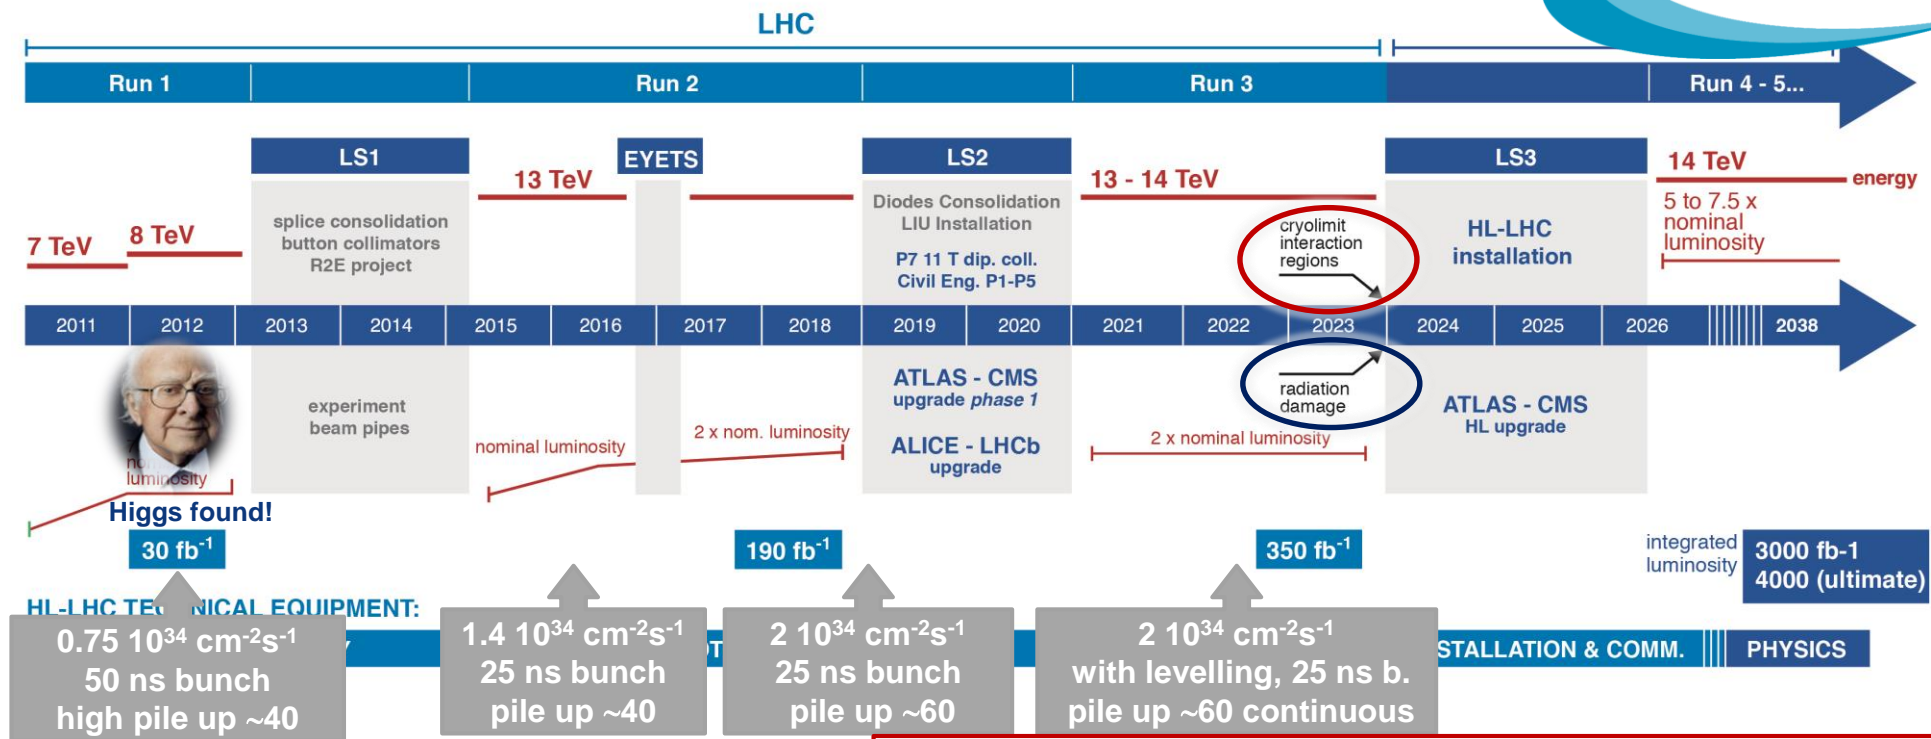 LHC
Run 1
Run 2
Run 3
Run 4 - 5...
LS1
EYETS
LS2
LS3
14 TeV
energy
13 TeV
13 - 14 TeV
7 TeV
8 TeV
splice consolidation
button collimators
R2E project
Diodes Consolidation
LIU Installation
P7 11 T dip. coll.
Civil Eng. P1-P5
cryolimit
interaction
regions
HL-LHC
installation
5 to 7.5 x
nominal
luminosity
2011 2012 2013 2014 2015 2016 2017 2018 2019 2020 2021 2022 2023 2024 2025 2026 2038
experiment
beam pipes
ATLAS - CMS
upgrade phase 1
ALICE - LHCb
upgrade
radiation
damage
ATLAS - CMS
HL upgrade
nominal luminosity
2 x nom. luminosity
2 x nominal luminosity
luminosity
Higgs found!
30 fb⁻¹
190 fb⁻¹
350 fb⁻¹
integrated
luminosity
3000 fb-1
4000 (ultimate)
HL-LHC EQUIPMENT:
0.75 10³⁴ cm⁻²s⁻¹
50 ns bunch
high pile up ~40
1.4 10³⁴ cm⁻²s⁻¹
25 ns bunch
pile up ~40
2 10³⁴ cm⁻²s⁻¹
25 ns bunch
pile up ~60
2 10³⁴ cm⁻²s⁻¹
with levelling, 25 ns b.
pile up ~60 continuous
STALLATION & COMM.
PHYSICS